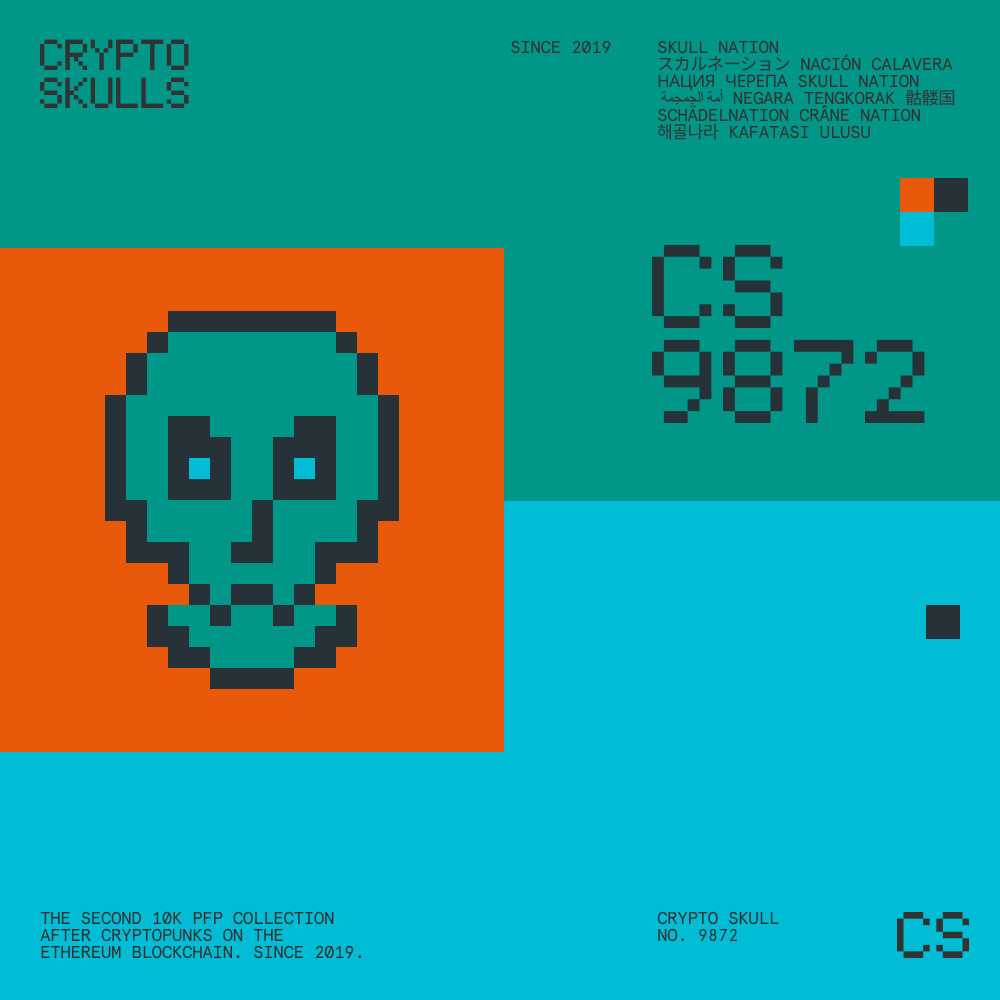 CRYPTO
SKULLS
SINCE 2019
SKULL NATION
スカルネーション NACIÓN CALAVERA
НАЦИЯ ЧЕРЕПА SKULL NATION
أمة الجمجمة NEGARA TENGKORAK 骷髅国
SCHÄDELNATION CRÂNE NATION
해골나라 KAFATASI ULUSU
CS
9872
THE SECOND 10K PFP COLLECTION
AFTER CRYPTOPUNKS ON THE
ETHEREUM BLOCKCHAIN. SINCE 2019.
CRYPTO SKULL
NO. 9872
CS